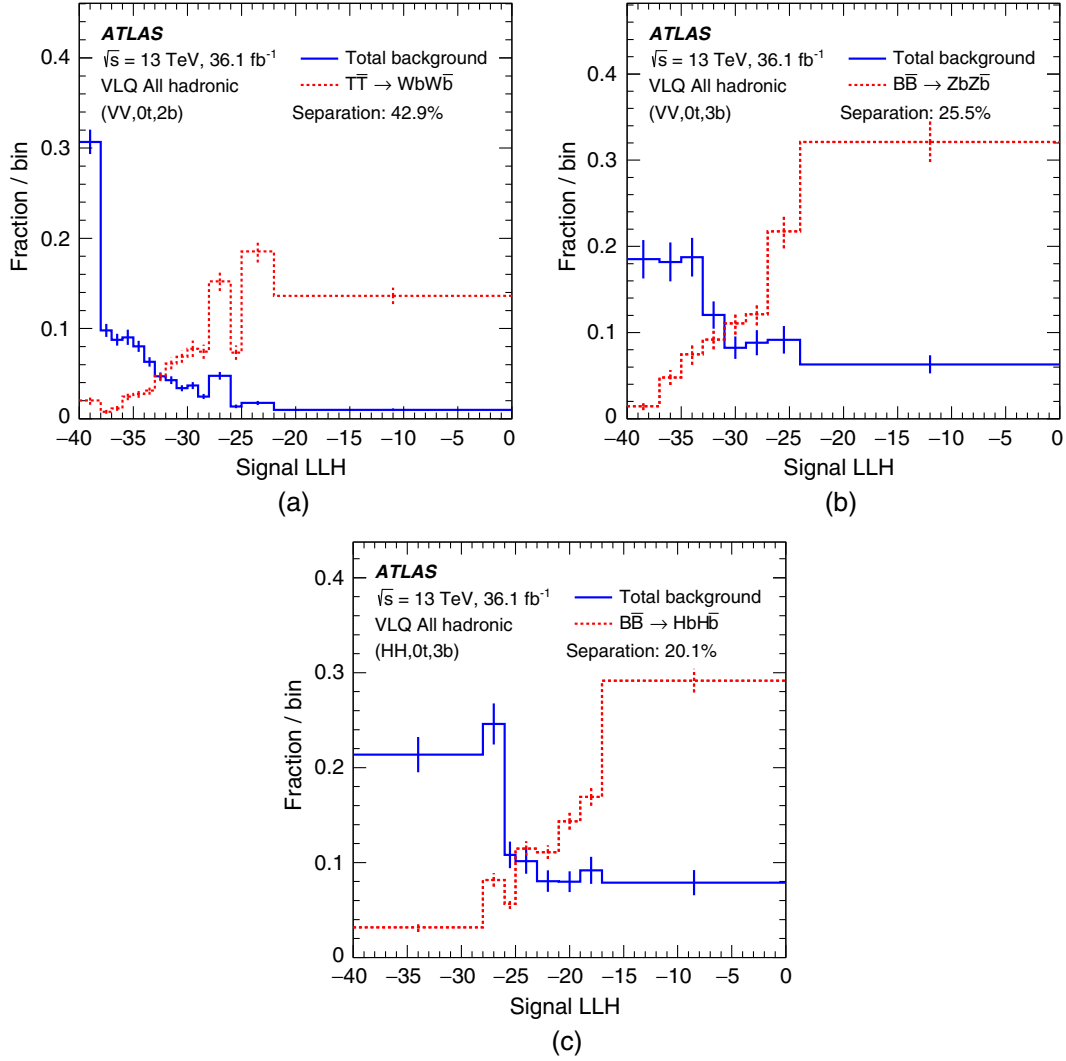 ATLAS
√s = 13 TeV, 36.1 fb⁻¹
VLQ All hadronic
(VV,0t,2b)
Total background
TT̅ → WbWb̅
Separation: 42.9%
Fraction / bin
0.4
0.3
0.2
0.1
0
−40 −35 −30 −25 −20 −15 −10 −5 0
Signal LLH
(a)
ATLAS
√s = 13 TeV, 36.1 fb⁻¹
VLQ All hadronic
(VV,0t,3b)
Total background
BB̅ → ZbZb̅
Separation: 25.5%
Fraction / bin
0.4
0.3
0.2
0.1
0
−40 −35 −30 −25 −20 −15 −10 −5 0
Signal LLH
(b)
ATLAS
√s = 13 TeV, 36.1 fb⁻¹
VLQ All hadronic
(HH,0t,3b)
Total background
BB̅ → HbHb̅
Separation: 20.1%
Fraction / bin
0.4
0.3
0.2
0.1
0
−40 −35 −30 −25 −20 −15 −10 −5 0
Signal LLH
(c)